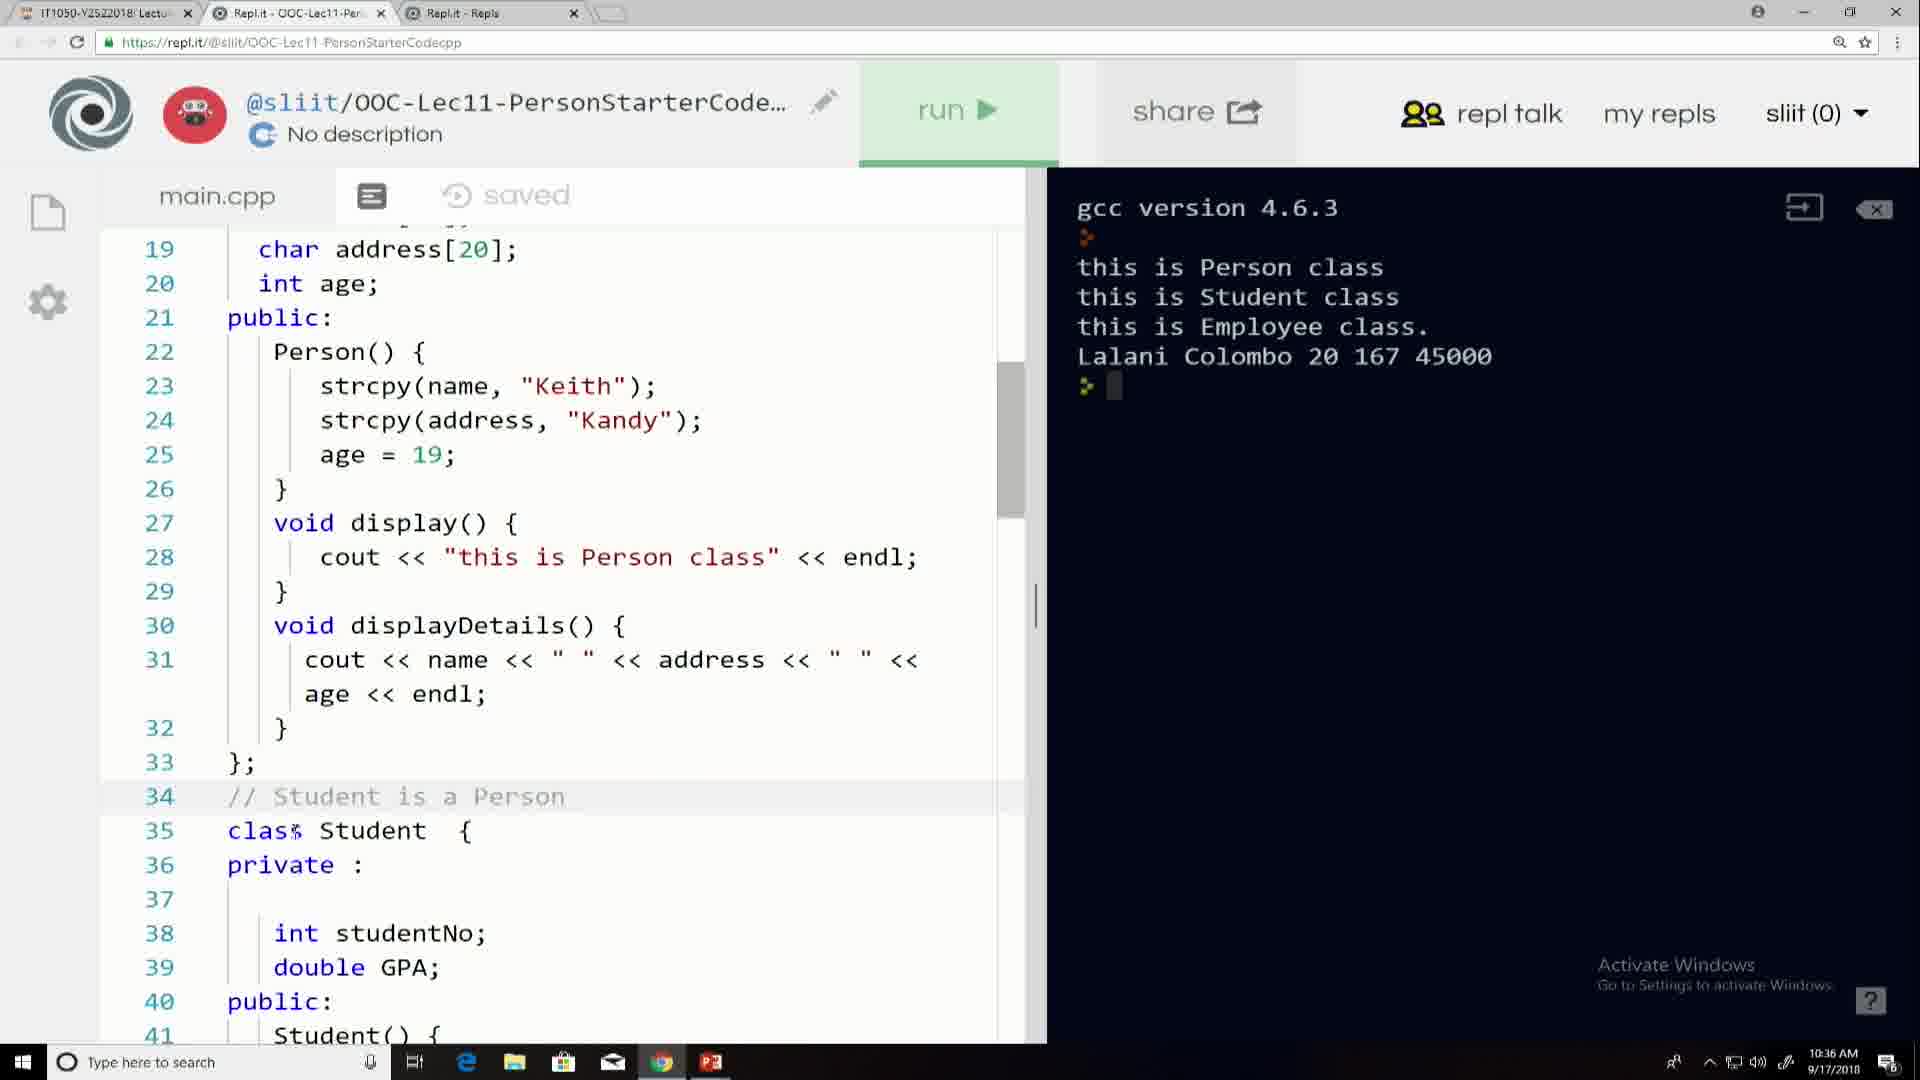 IT1050-Y2S22018: Lectu
Repl.it - OOC-Lec11-Per
Repl.it - Repls
https://repl.it/@sliit/OOC-Lec11-PersonStarterCodecpp
@sliit/OOC-Lec11-PersonStarterCode...
No description
run
share
repl talk
my repls
sliit (0)
main.cpp
saved
19 char address[20];
20 int age;
21 public:
22 Person() {
23 strcpy(name, "Keith");
24 strcpy(address, "Kandy");
25 age = 19;
26 }
27 void display() {
28 cout << "this is Person class" << endl;
29 }
30 void displayDetails() {
31 cout << name << " " << address << " " <<
age << endl;
32 }
33 };
34 // Student is a Person
35 class Student {
36 private :
37
38 int studentNo;
39 double GPA;
40 public:
41 Student() {
gcc version 4.6.3
this is Person class
this is Student class
this is Employee class.
Lalani Colombo 20 167 45000
Activate Windows
Go to Settings to activate Windows.
?
Type here to search
10:36 AM
9/17/2018